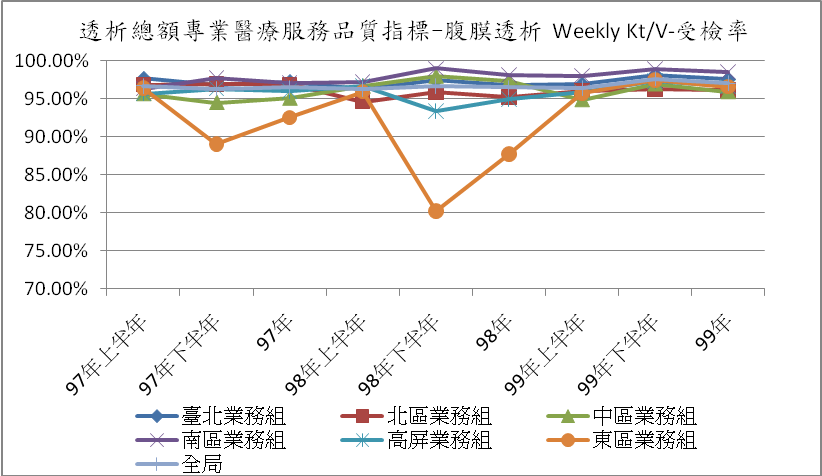 透析總額專業醫療服務品質指標-腹膜透析 Weekly Kt/V-受檢率
100.00%
95.00%
90.00%
85.00%
80.00%
75.00%
70.00%
97年上半年
97年下半年
97年
98年上半年
98年下半年
98年
99年上半年
99年下半年
99年
臺北業務組 北區業務組 中區業務組
南區業務組 高屏業務組 東區業務組
全局